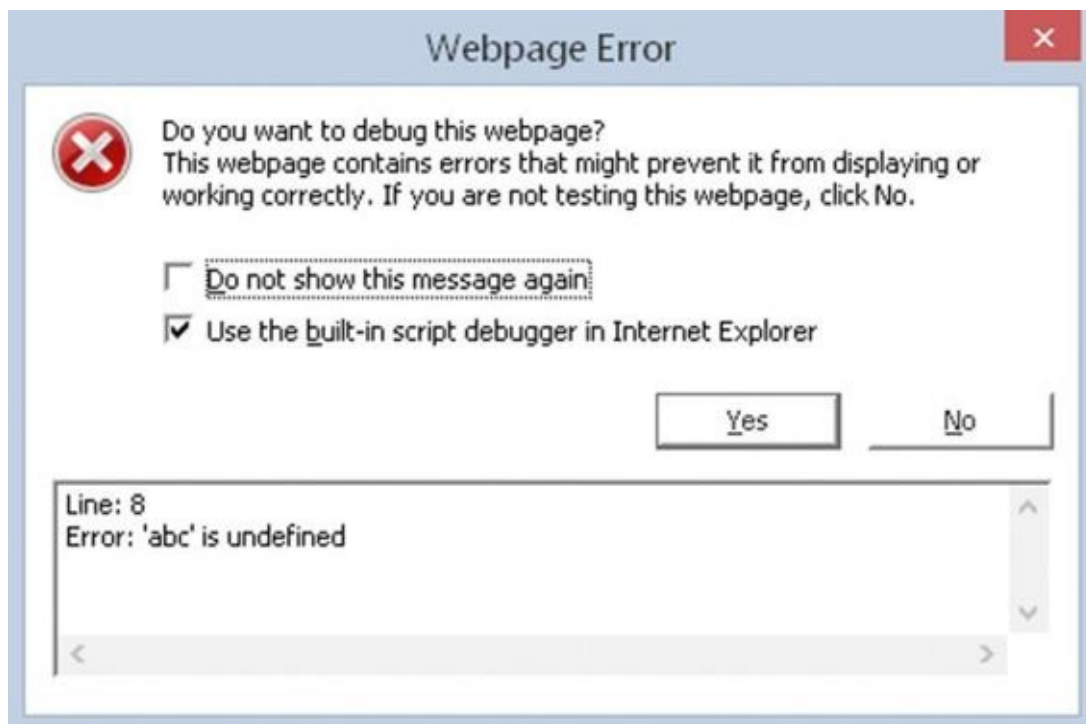 Webpage Error
Do you want to debug this webpage?
This webpage contains errors that might prevent it from displaying or
working correctly. If you are not testing this webpage, click No.
Do not show this message again
Use the built-in script debugger in Internet Explorer
Yes
No
Line: 8
Error: 'abc' is undefined